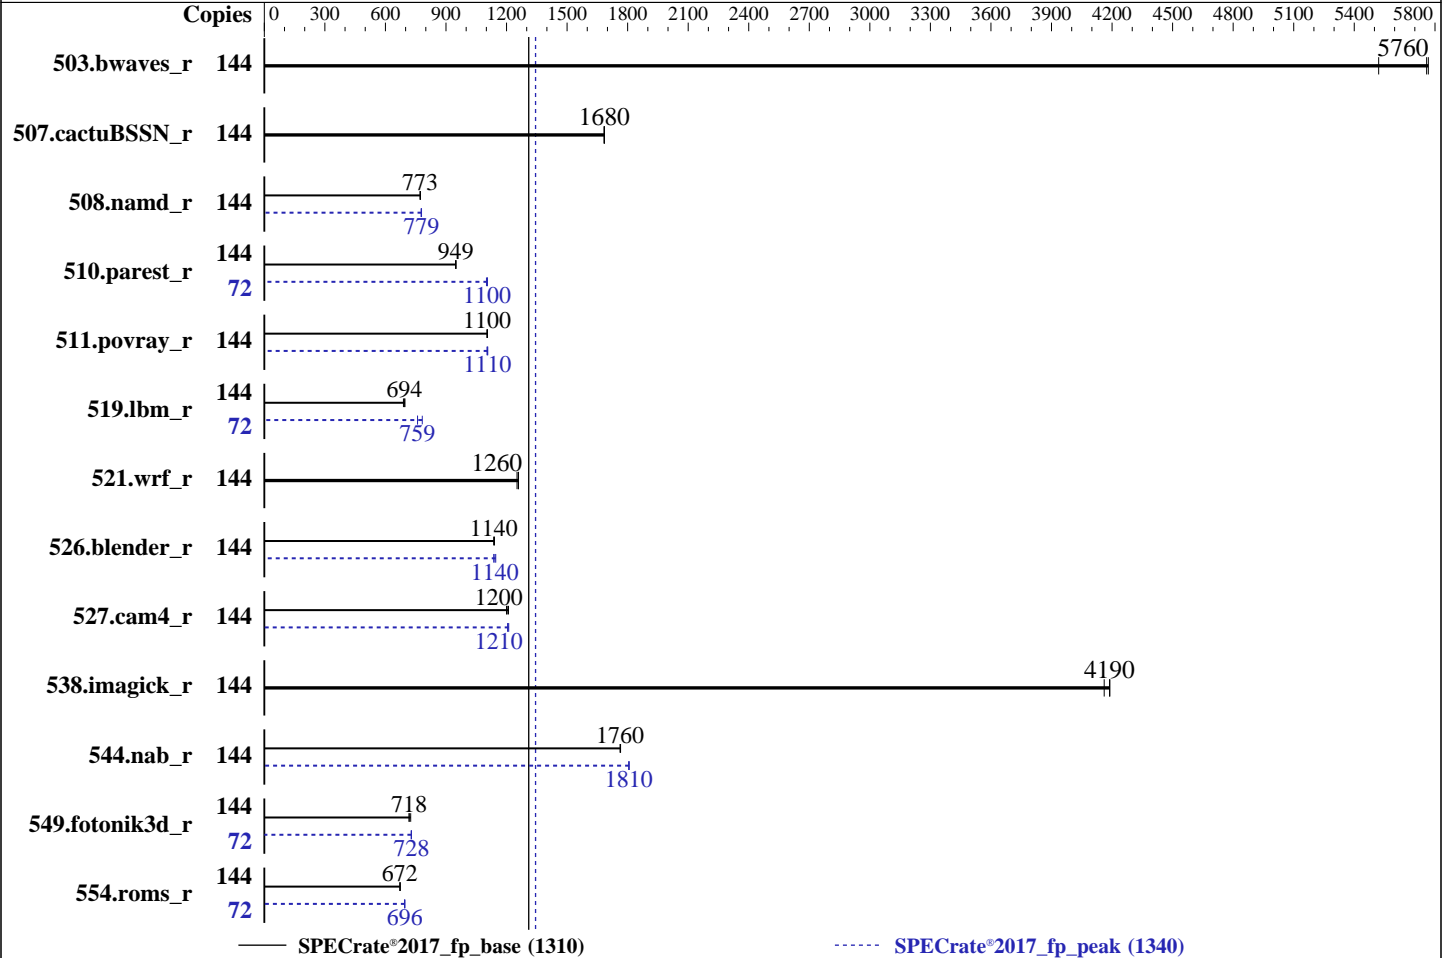 Copies 0 300 600 900 1200 1500 1800 2100 2400 2700 3000 3300 3600 3900 4200 4500 4800 5100 5400 5800
503.bwaves_r 144 5760
507.cactuBSSN_r 144 1680
508.namd_r 144 773
779
510.parest_r 144 949
72 1100
511.povray_r 144 1100
1110
519.lbm_r 144 694
72 759
521.wrf_r 144 1260
526.blender_r 144 1140
1140
527.cam4_r 144 1200
1210
538.imagick_r 144 4190
544.nab_r 144 1760
1810
549.fotonik3d_r 144 718
72 728
554.roms_r 144 672
72 696
SPECrate®2017_fp_base (1310) SPECrate®2017_fp_peak (1340)